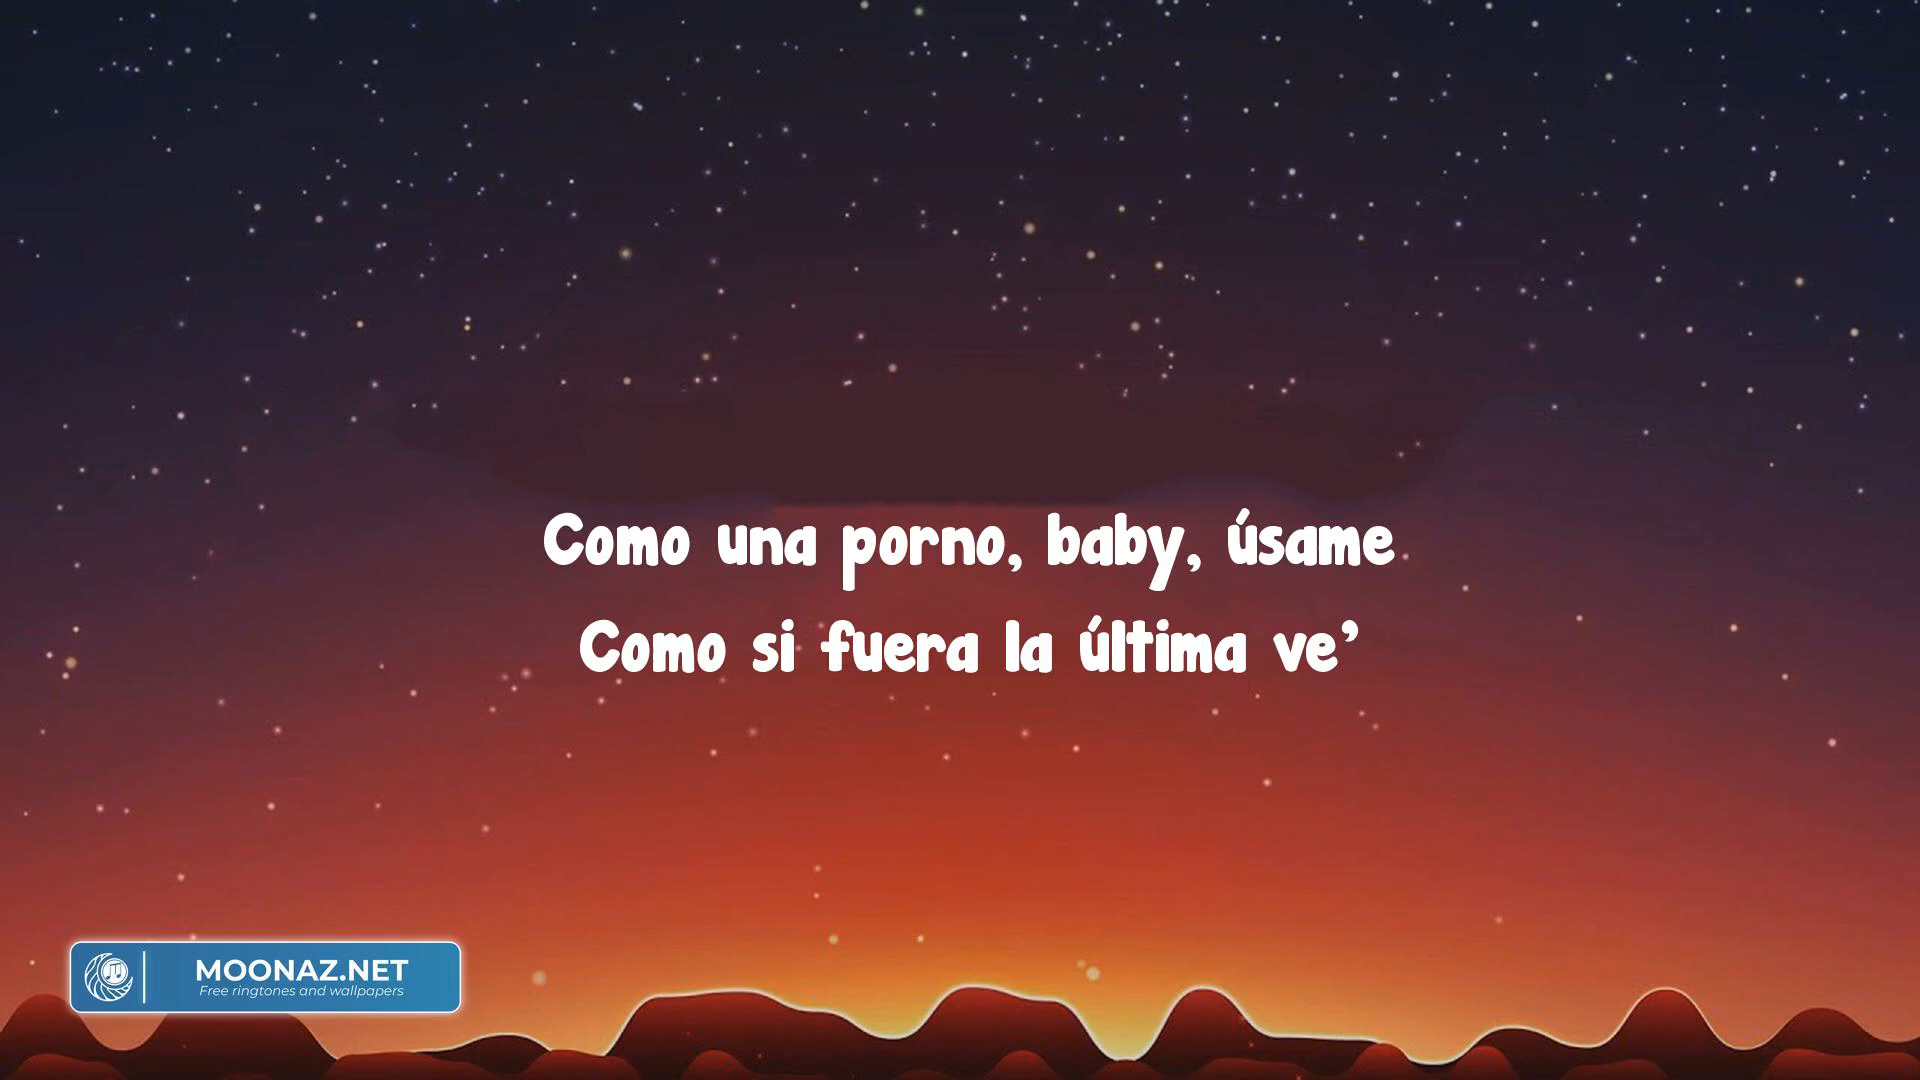 Como una porno, baby, úsame
Como si fuera la última ve’
MOONAZ.NET
Free ringtones and wallpapers